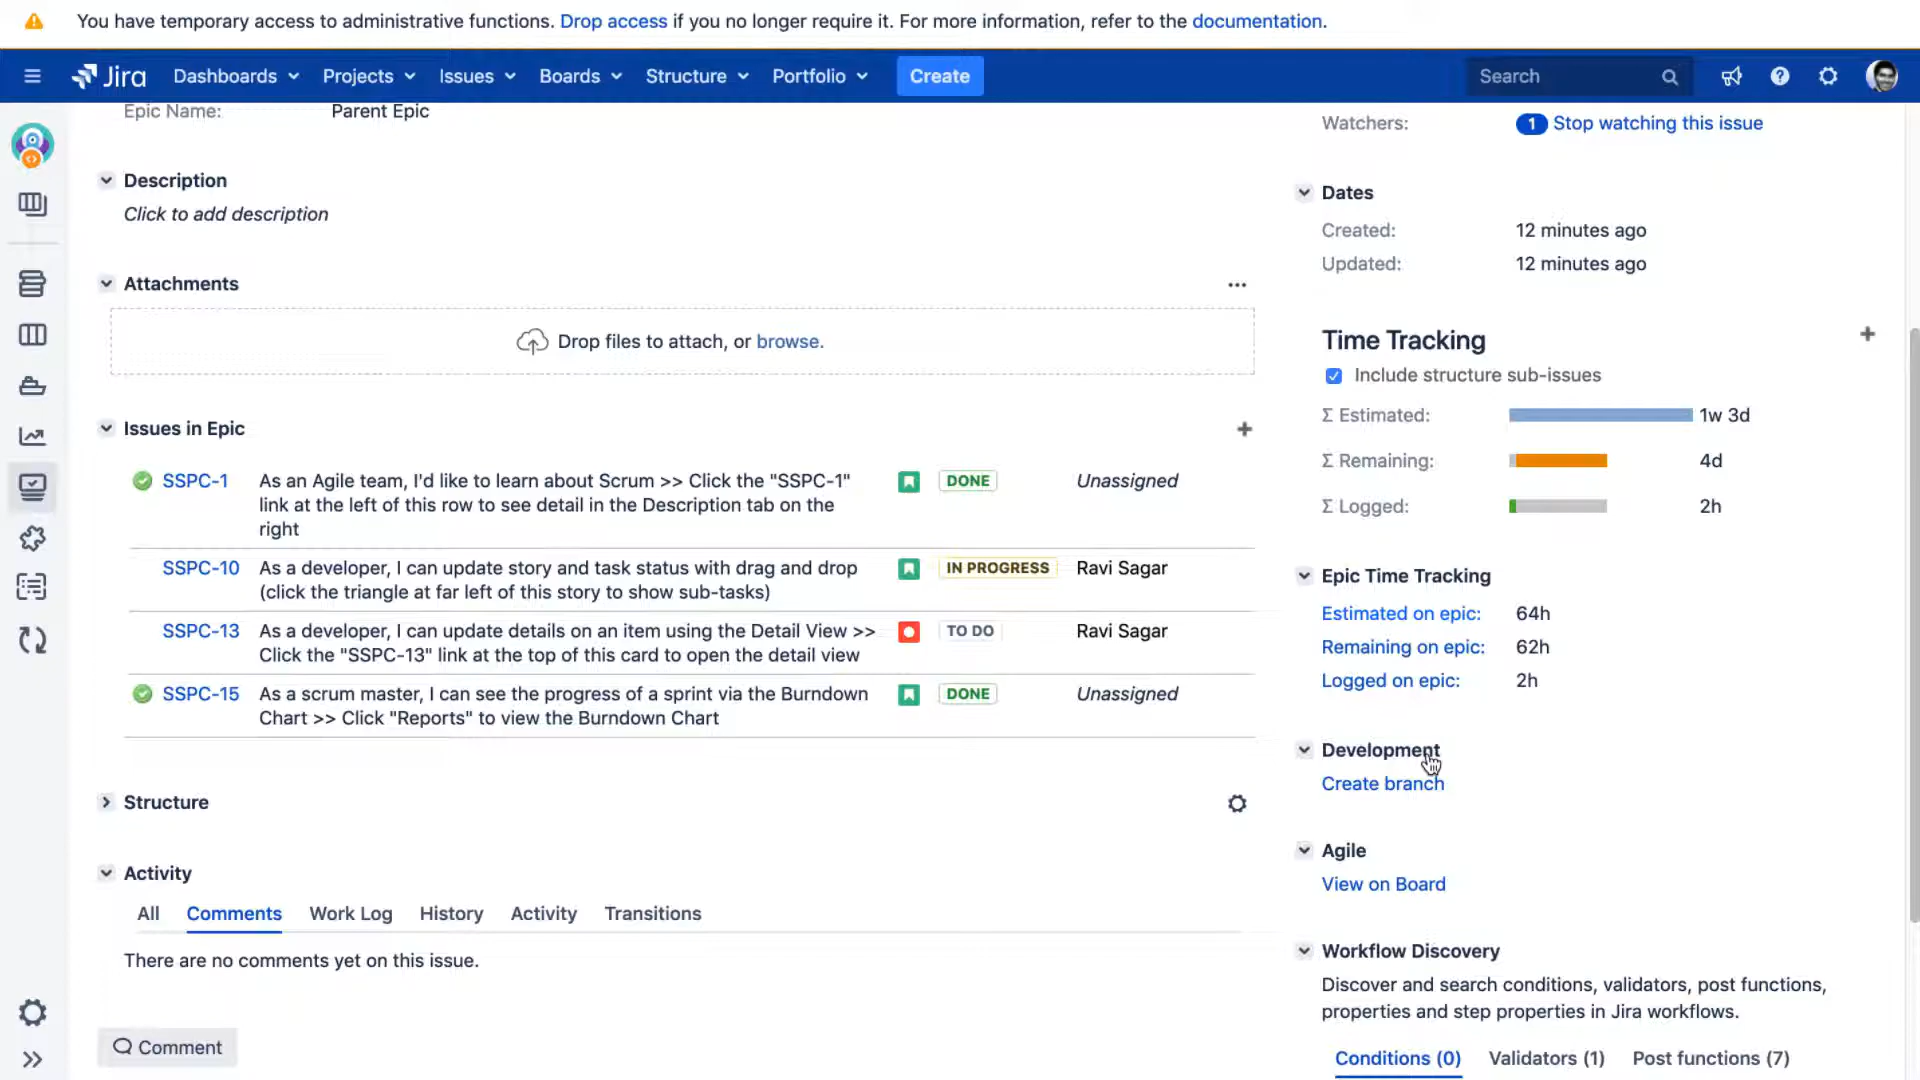 You have temporary access to administrative functions. Drop access if you no longer require it. For more information, refer to the documentation.
Jira Dashboards Projects Issues Boards Structure Portfolio Create Search
Epic Name: Parent Epic
Description
Click to add description
Attachments
Drop files to attach, or browse.
Issues in Epic
SSPC-1 As an Agile team, I'd like to learn about Scrum >> Click the "SSPC-1" DONE Unassigned
link at the left of this row to see detail in the Description tab on the
right
SSPC-10 As a developer, I can update story and task status with drag and drop IN PROGRESS Ravi Sagar
(click the triangle at far left of this story to show sub-tasks)
SSPC-13 As a developer, I can update details on an item using the Detail View >> TO DO Ravi Sagar
Click the "SSPC-13" link at the top of this card to open the detail view
SSPC-15 As a scrum master, I can see the progress of a sprint via the Burndown DONE Unassigned
Chart >> Click "Reports" to view the Burndown Chart
Structure
Activity
All Comments Work Log History Activity Transitions
There are no comments yet on this issue.
Comment
Watchers: 1 Stop watching this issue
Dates
Created: 12 minutes ago
Updated: 12 minutes ago
Time Tracking
Include structure sub-issues
Σ Estimated: 1w 3d
Σ Remaining: 4d
Σ Logged: 2h
Epic Time Tracking
Estimated on epic: 64h
Remaining on epic: 62h
Logged on epic: 2h
Development
Create branch
Agile
View on Board
Workflow Discovery
Discover and search conditions, validators, post functions,
properties and step properties in Jira workflows.
Conditions (0) Validators (1) Post functions (7)